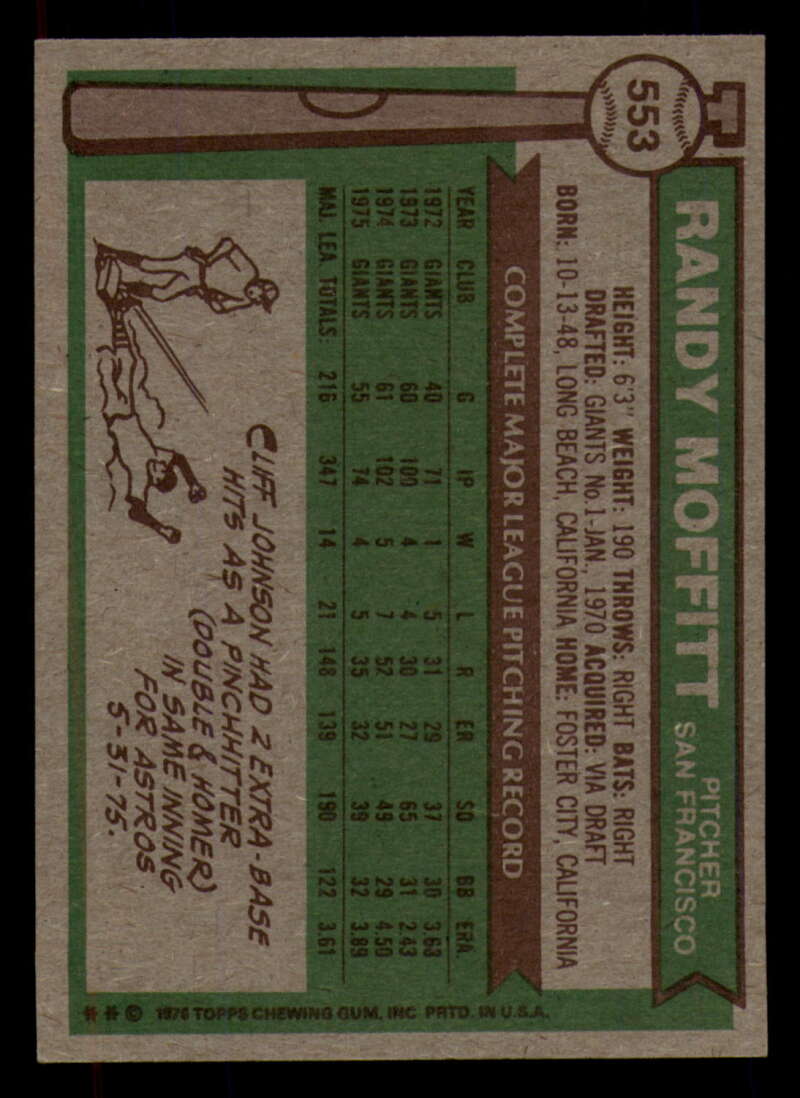 553
RANDY MOFFITT
PITCHER
SAN FRANCISCO
HEIGHT: 6'3" WEIGHT: 190 THROWS: RIGHT BATS: RIGHT
DRAFTED: GIANTS No.1-JAN., 1970 ACQUIRED: VIA DRAFT
BORN: 10-13-48, LONG BEACH, CALIFORNIA HOME: FOSTER CITY, CALIFORNIA
COMPLETE MAJOR LEAGUE PITCHING RECORD
YEAR CLUB G IP W L R ER SO BB ERA
1972 GIANTS 40 71 1 5 31 29 37 30 3.63
1973 GIANTS 60 100 4 4 30 27 65 31 2.43
1974 GIANTS 61 102 5 7 52 51 49 29 4.50
1975 GIANTS 55 74 4 5 35 32 39 32 3.89
MAJ. LEA. TOTALS: 216 347 14 21 148 139 190 122 3.61
CLIFF JOHNSON HAD 2 EXTRA-BASE
HITS AS A PINCHHITTER
(DOUBLE & HOMER)
IN SAME INNING
FOR ASTROS
5-31-75.
** © 1976 TOPPS CHEWING GUM, INC. PRTD. IN U.S.A.